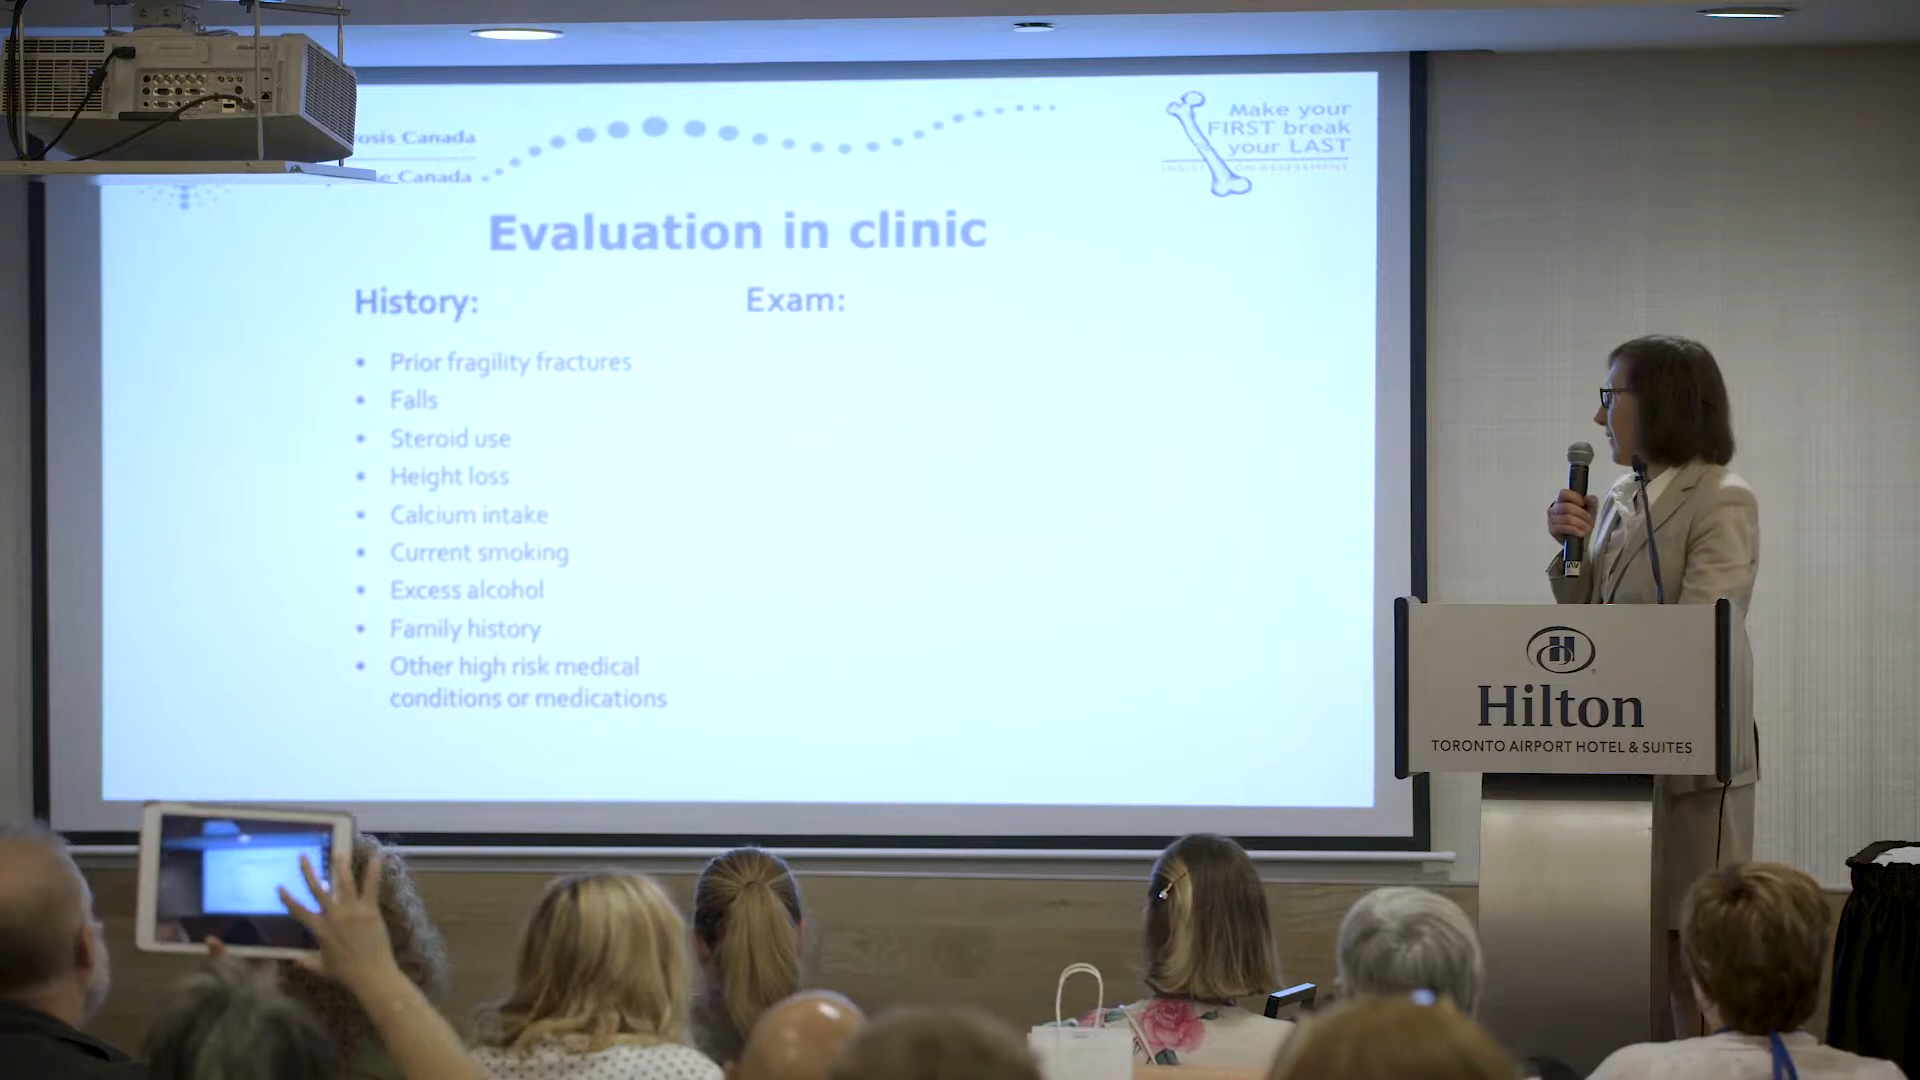 osis Canada
e Canada
Make your
FIRST break
your LAST
Evaluation in clinic
History:
Exam:
• Prior fragility fractures
• Falls
• Steroid use
• Height loss
• Calcium intake
• Current smoking
• Excess alcohol
• Family history
• Other high risk medical
conditions or medications
Hilton
TORONTO AIRPORT HOTEL & SUITES